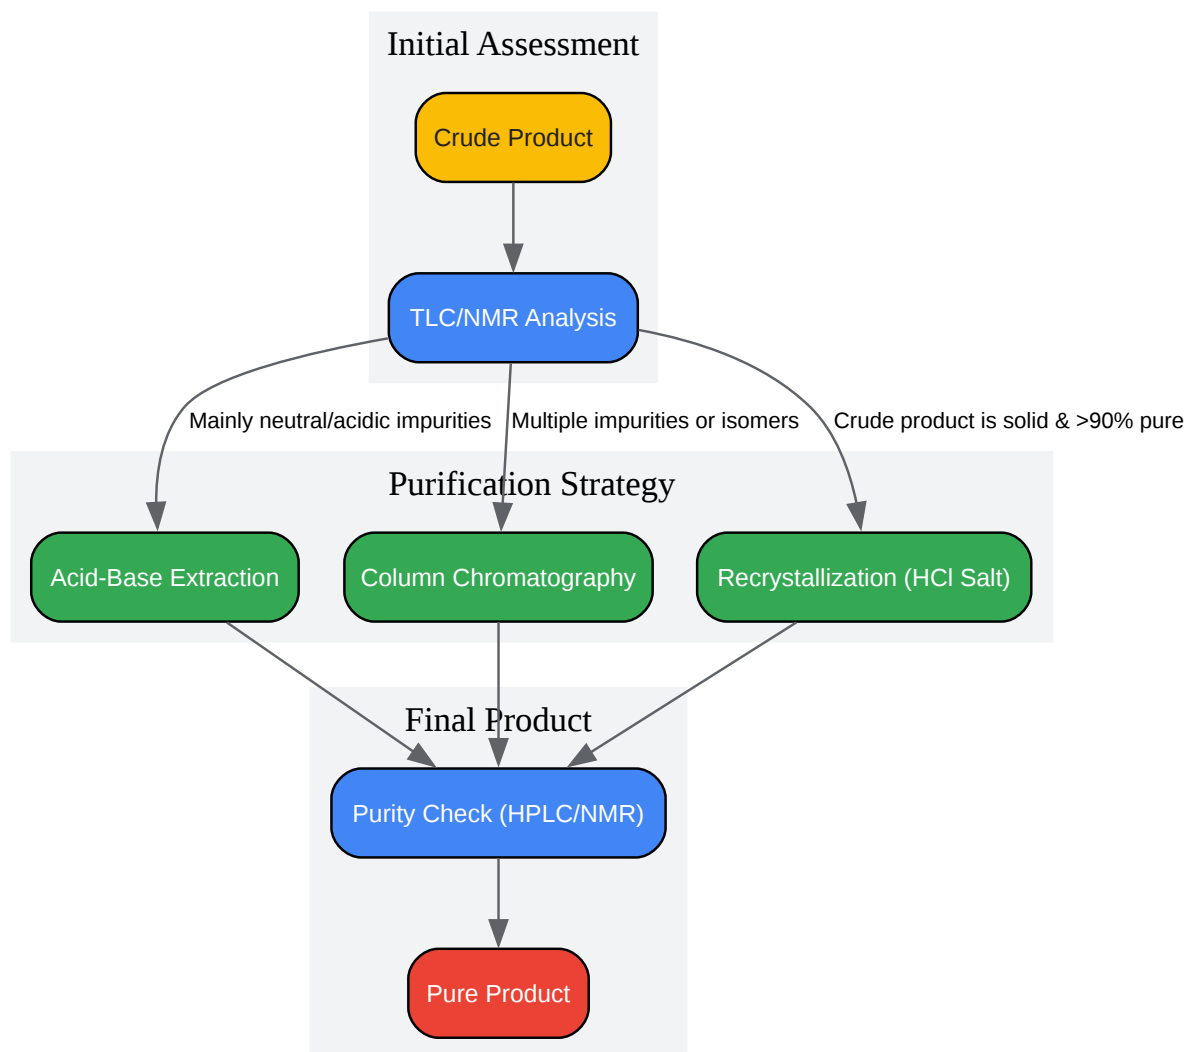 Initial Assessment
Crude Product
TLC/NMR Analysis
Mainly neutral/acidic impurities
Multiple impurities or isomers
Crude product is solid & >90% pure
Purification Strategy
Acid-Base Extraction
Column Chromatography
Recrystallization (HCl Salt)
Final Product
Purity Check (HPLC/NMR)
Pure Product